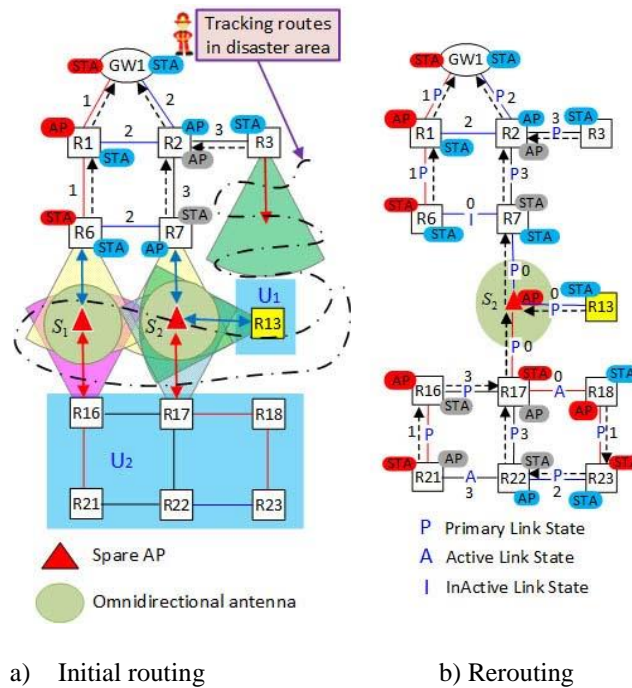 Tracking routes
in disaster area
STA GW1 STA
1 2
AP R1 STA 2 AP R2 AP 3 STA R3
1 3
STA R6 STA 2 AP R7 STA
S1 S2 U1
R13
R16 R17 R18
U2
R21 R22 R23
Spare AP
Omnidirectional antenna
a) Initial routing
STA GW1 STA
1 P P 2
AP R1 STA 2 AP R2 AP 3 P STA R3
1 P P 3
STA R6 STA 0 I R7 STA STA
P 0
S2 AP 0 P STA R13
P 0
AP R16 STA 3 P R17 STA AP 0 A R18 STA AP
1 P P 3 P 1
STA R21 AP A 3 R22 STA AP P 2 R23 STA STA
P Primary Link State
A Active Link State
I InActive Link State
b) Rerouting